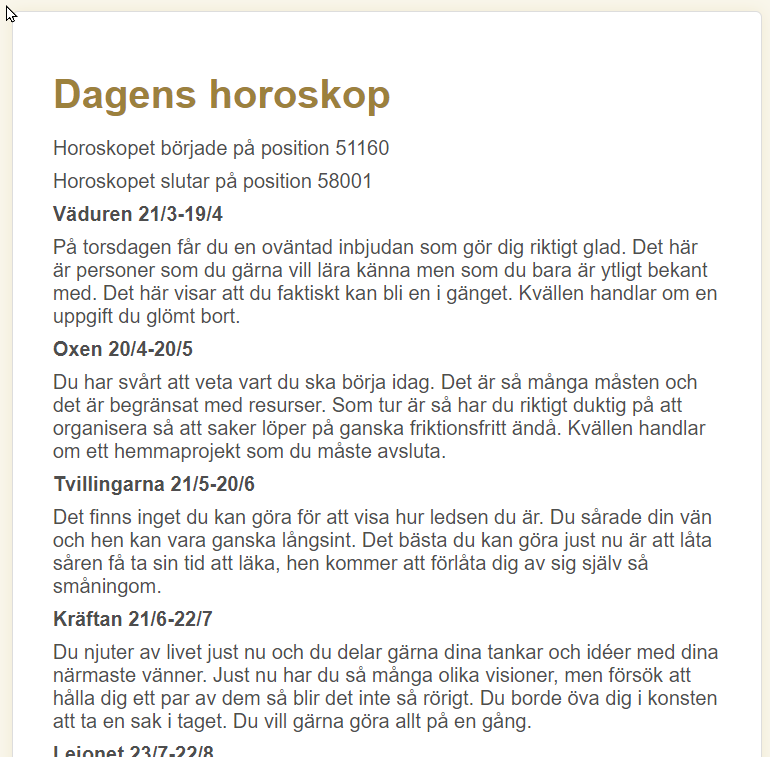 Dagens horoskop
Horoskopet började på position 51160
Horoskopet slutar på position 58001
Väduren 21/3-19/4
På torsdagen får du en oväntad inbjudan som gör dig riktigt glad. Det här
är personer som du gärna vill lära känna men som du bara är ytligt bekant
med. Det här visar att du faktiskt kan bli en i gänget. Kvällen handlar om en
uppgift du glömt bort.
Oxen 20/4-20/5
Du har svårt att veta vart du ska börja idag. Det är så många måsten och
det är begränsat med resurser. Som tur är så har du riktigt duktig på att
organisera så att saker löper på ganska friktionsfritt ändå. Kvällen handlar
om ett hemmaprojekt som du måste avsluta.
Tvillingarna 21/5-20/6
Det finns inget du kan göra för att visa hur ledsen du är. Du sårade din vän
och hen kan vara ganska långsint. Det bästa du kan göra just nu är att låta
såren få ta sin tid att läka, hen kommer att förlåta dig av sig själv så
småningom.
Kräftan 21/6-22/7
Du njuter av livet just nu och du delar gärna dina tankar och idéer med dina
närmaste vänner. Just nu har du så många olika visioner, men försök att
hålla dig ett par av dem så blir det inte så rörigt. Du borde öva dig i konsten
att ta en sak i taget. Du vill gärna göra allt på en gång.
Lejonet 23/7-22/8